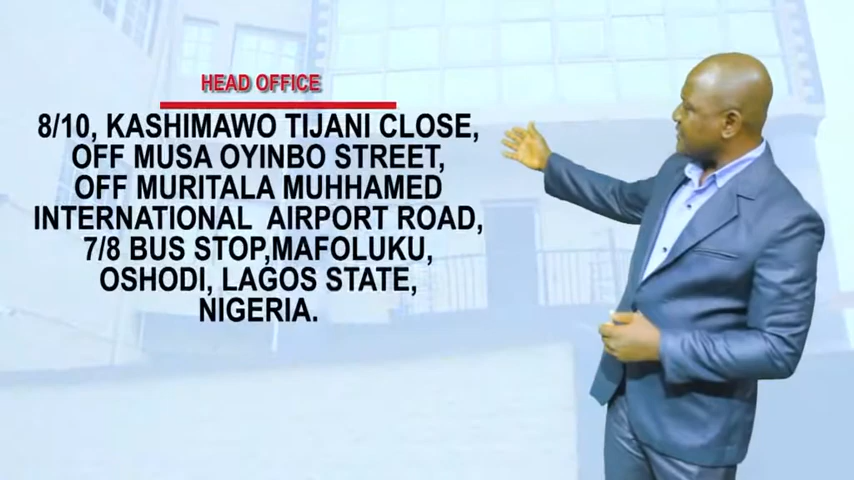 HEAD OFFICE
8/10, KASHIMAWO TIJANI CLOSE,
OFF MUSA OYINBO STREET,
OFF MURITALA MUHHAMED
INTERNATIONAL AIRPORT ROAD,
7/8 BUS STOP,MAFOLUKU,
OSHODI, LAGOS STATE,
NIGERIA.